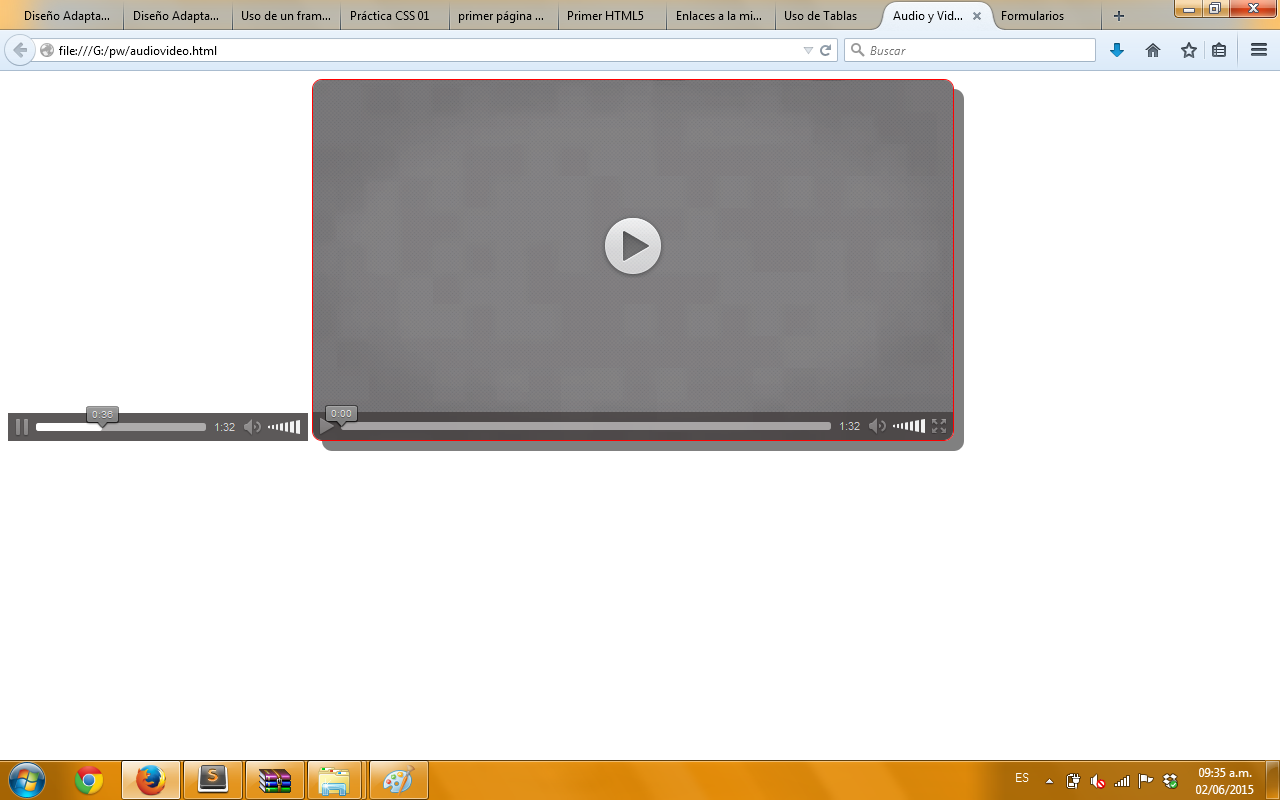 Diseño Adapta...
Diseño Adapta...
Uso de un fram...
Práctica CSS 01
primer página ...
Primer HTML5
Enlaces a la mi...
Uso de Tablas
Audio y Vid...
Formularios
file:///G:/pw/audiovideo.html
Buscar
0:36
1:32
0:00
1:32
S
ES
09:35 a.m.
02/06/2015